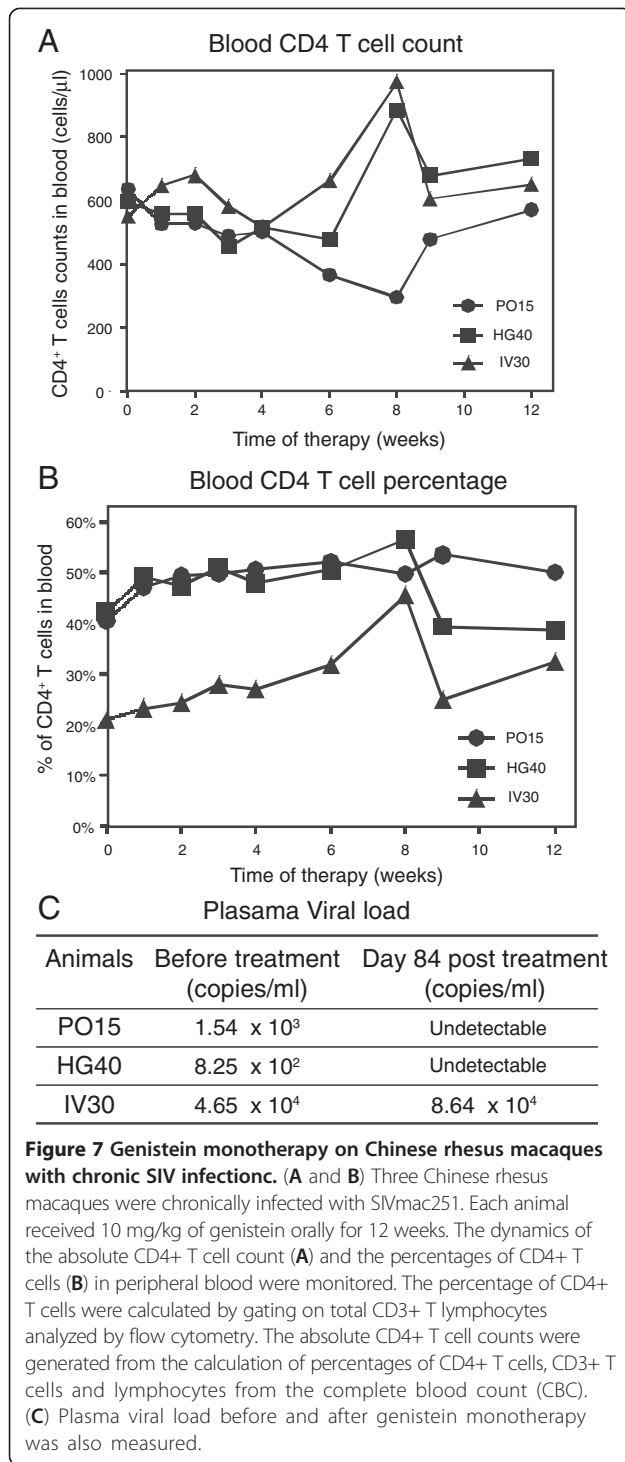 A
Blood CD4 T cell count
CD4⁺ T cells counts in blood (cells/µl)
1000
800
600
400
200
0
PO15
HG40
IV30
0 2 4 6 8 10 12
Time of therapy (weeks)
B
Blood CD4 T cell percentage
% of CD4⁺ T cells in blood
60%
50%
40%
30%
20%
10%
0%
PO15
HG40
IV30
0 2 4 6 8 10 12
Time of therapy (weeks)
C
Plasama Viral load
Animals Before treatment Day 84 post treatment
(copies/ml) (copies/ml)
PO15 1.54 x 10³ Undetectable
HG40 8.25 x 10² Undetectable
IV30 4.65 x 10⁴ 8.64 x 10⁴
Figure 7 Genistein monotherapy on Chinese rhesus macaques
with chronic SIV infectionc. (A and B) Three Chinese rhesus
macaques were chronically infected with SIVmac251. Each animal
received 10 mg/kg of genistein orally for 12 weeks. The dynamics of
the absolute CD4+ T cell count (A) and the percentages of CD4+ T
cells (B) in peripheral blood were monitored. The percentage of CD4+
T cells were calculated by gating on total CD3+ T lymphocytes
analyzed by flow cytometry. The absolute CD4+ T cell counts were
generated from the calculation of percentages of CD4+ T cells, CD3+ T
cells and lymphocytes from the complete blood count (CBC).
(C) Plasma viral load before and after genistein monotherapy
was also measured.